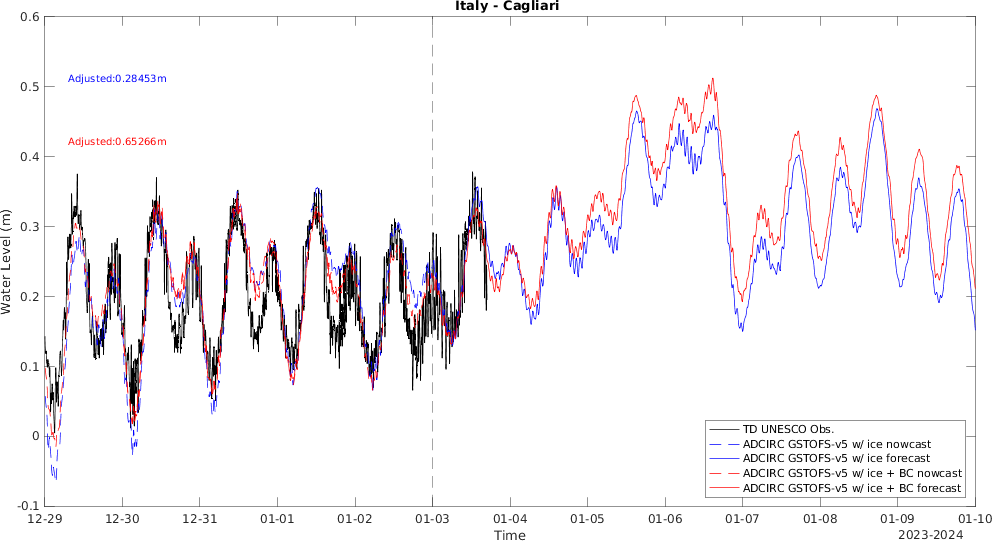 Italy - Cagliari
0.6
0.5
0.4
0.3
0.2
0.1
0
-0.1
Water Level (m)
Adjusted:0.28453m
Adjusted:0.65266m
TD UNESCO Obs.
ADCIRC GSTOFS-v5 w/ ice nowcast
ADCIRC GSTOFS-v5 w/ ice forecast
ADCIRC GSTOFS-v5 w/ ice + BC nowcast
ADCIRC GSTOFS-v5 w/ ice + BC forecast
12-29 12-30 12-31 01-01 01-02 01-03 01-04 01-05 01-06 01-07 01-08 01-09 01-10
Time
2023-2024